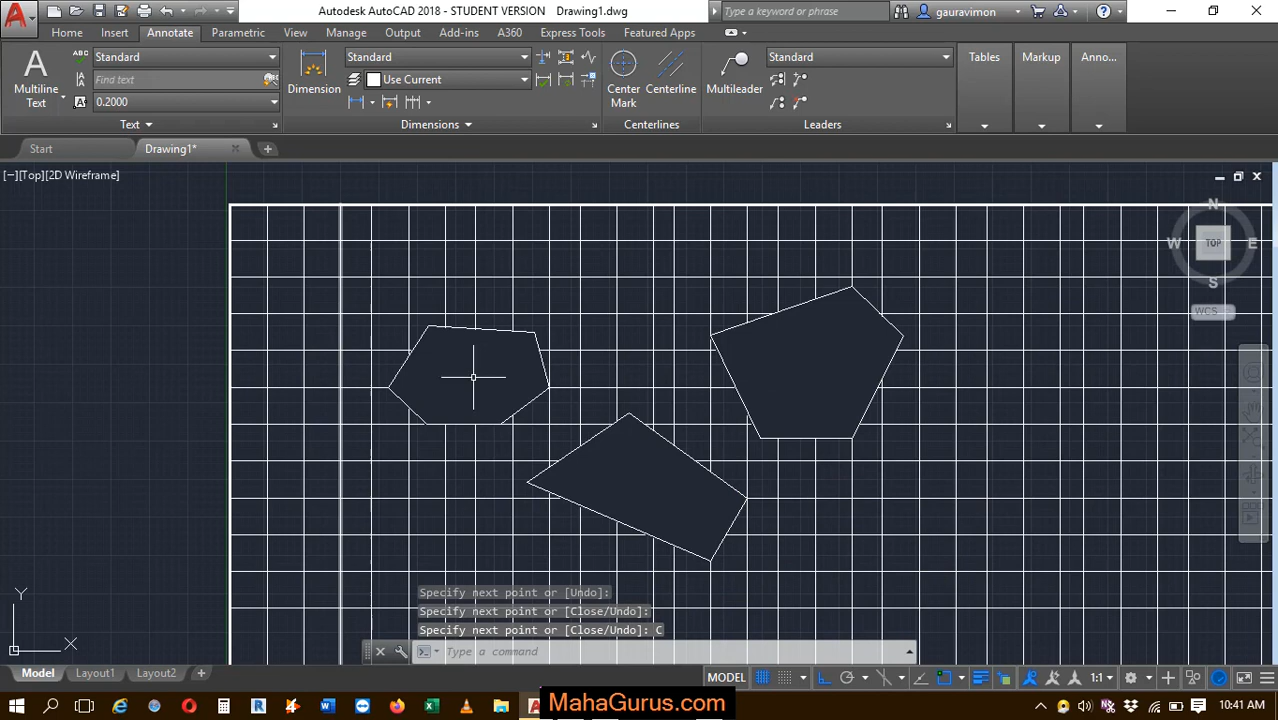 Autodesk AutoCAD 2018 - STUDENT VERSION Drawing1.dwg
Type a keyword or phrase
gauravimon
Home Insert Annotate Parametric View Manage Output Add-ins A360 Express Tools Featured Apps
Multiline Text
Standard
Find text
0.2000
Text
Dimension
Standard
Use Current
Dimensions
Center Mark
Centerline
Centerlines
Multileader
Standard
Leaders
Tables
Markup
Anno...
Start
Drawing1*
[−][Top][2D Wireframe]
N
W TOP E
S
WCS
Specify next point or [Undo]:
Specify next point or [Close/Undo]:
Specify next point or [Close/Undo]: C
Type a command
Y
X
Model Layout1 Layout2
MODEL
1:1
MahaGurus.com
10:41 AM